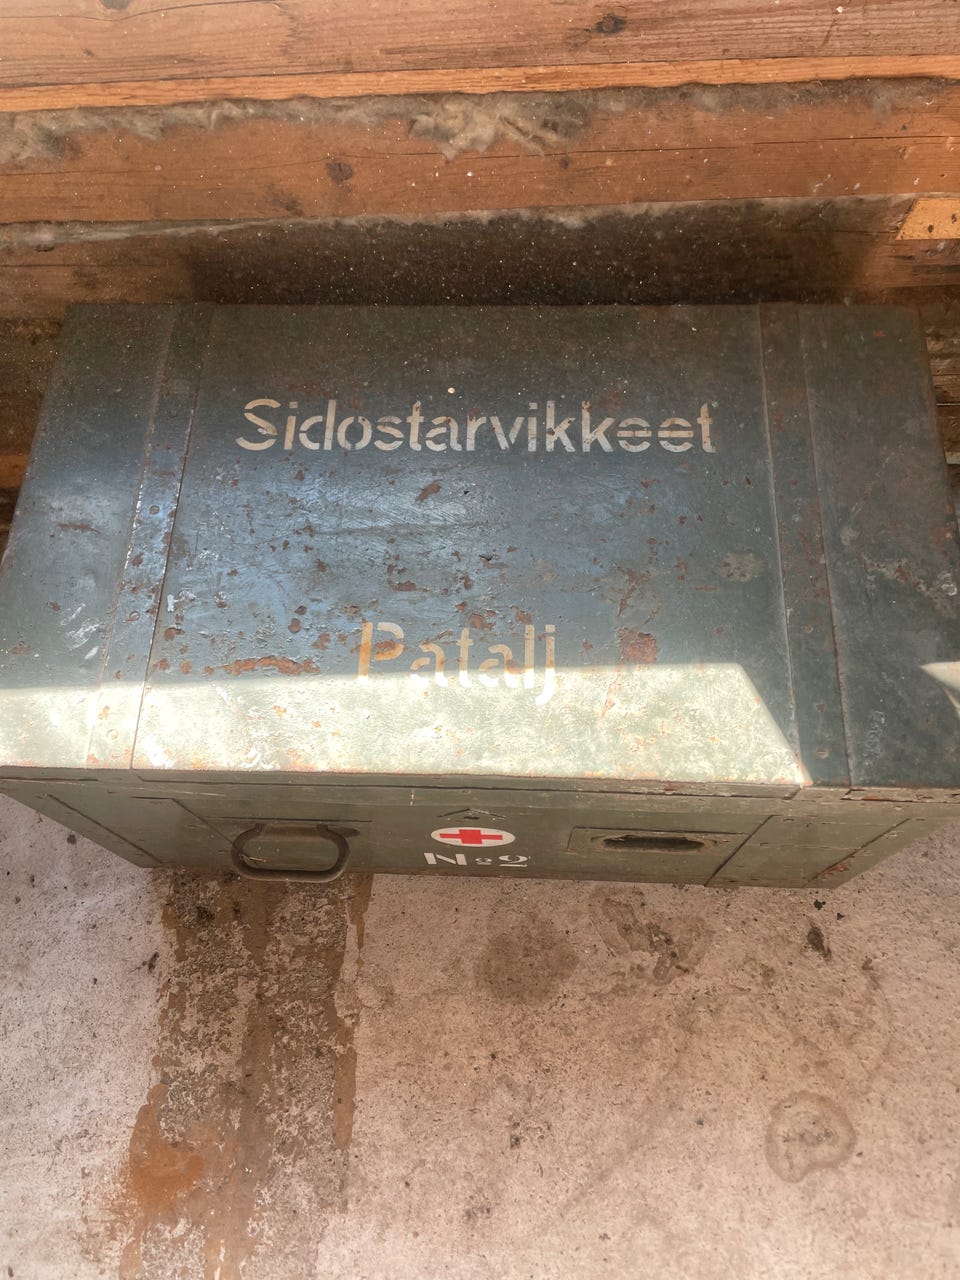 Sidostarvikkeet
Patalj
No 2